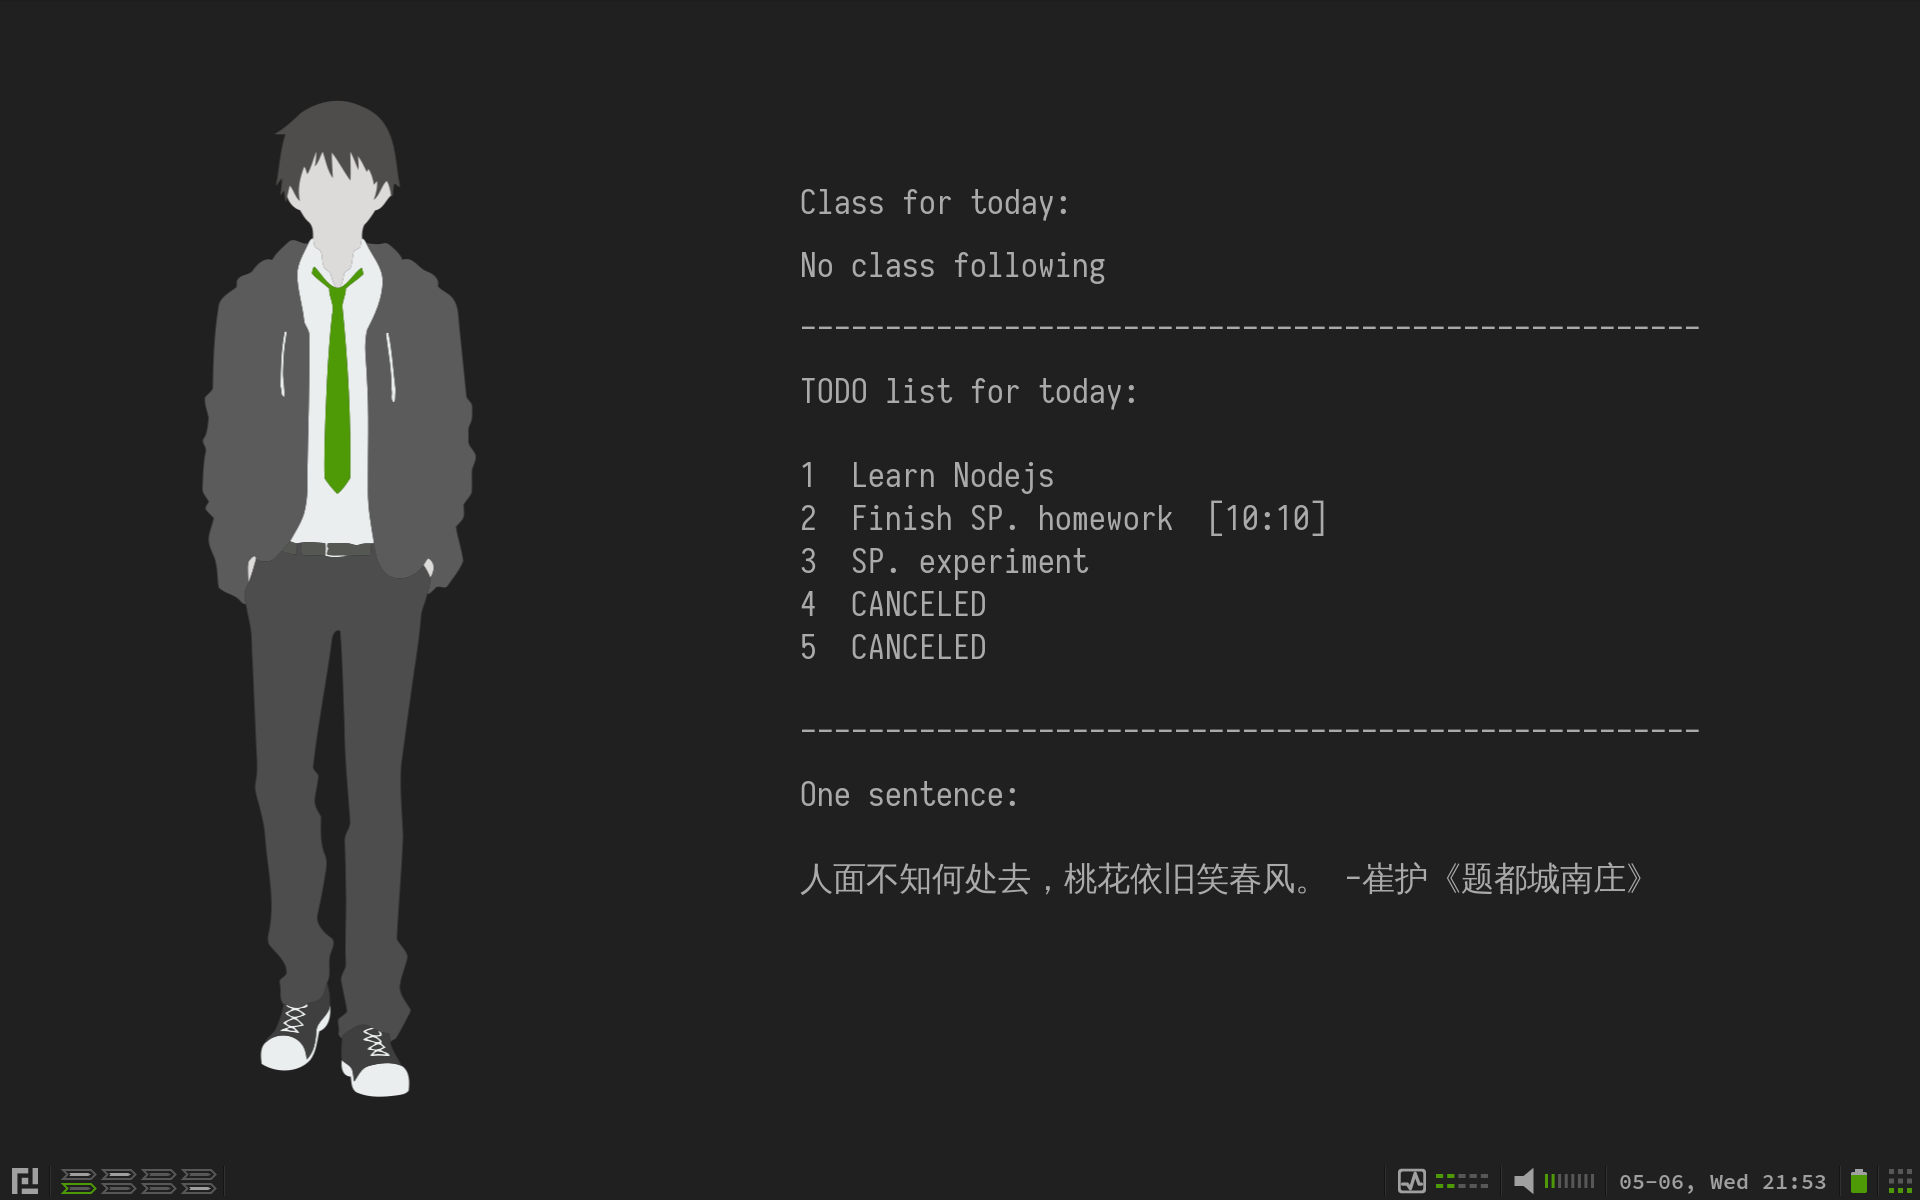 Class for today:
No class following
-----------------------------------------------------
TODO list for today:
1  Learn Nodejs
2  Finish SP. homework  [10:10]
3  SP. experiment
4  CANCELED
5  CANCELED
-----------------------------------------------------
One sentence:
人面不知何处去，桃花依旧笑春风。 -崔护《题都城南庄》
05-06, Wed 21:53